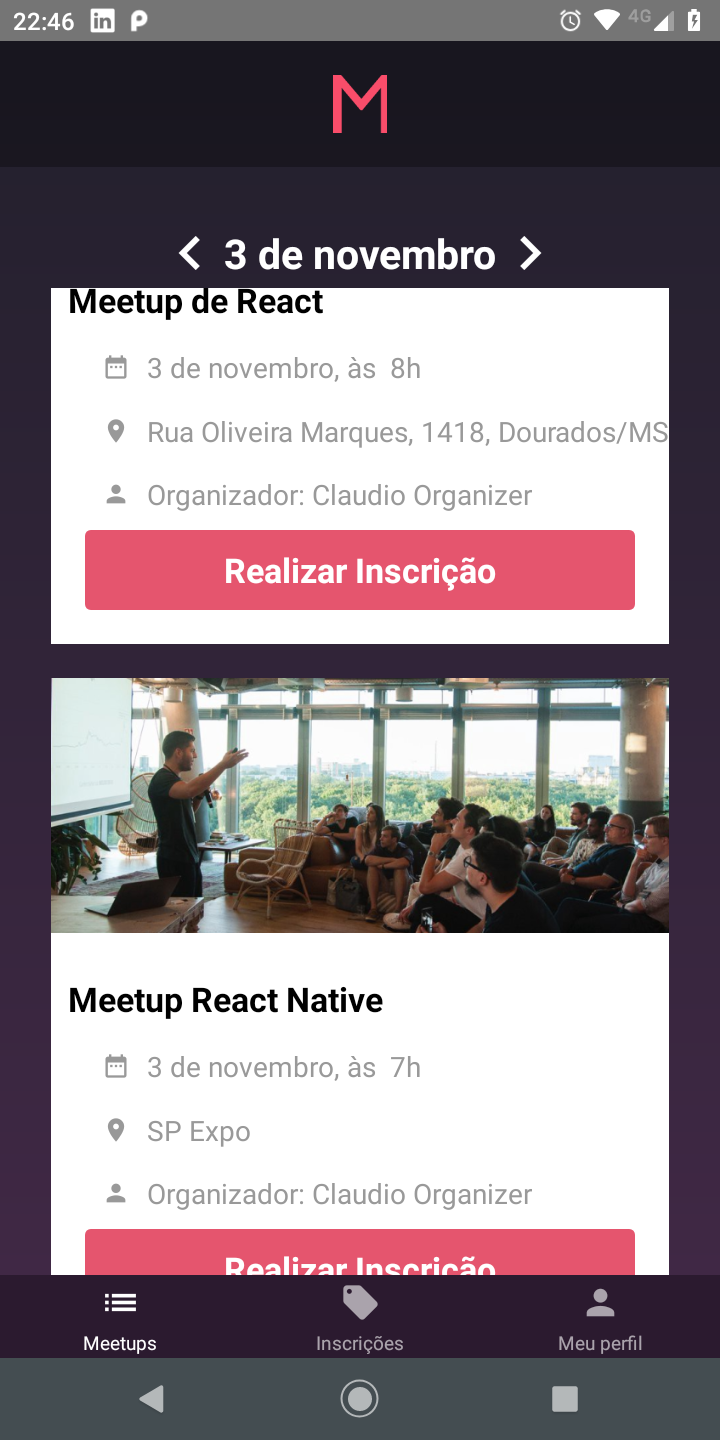 22:46
4G
M
3 de novembro
Meetup de React
3 de novembro, às  8h
Rua Oliveira Marques, 1418, Dourados/MS
Organizador: Claudio Organizer
Realizar Inscrição
Meetup React Native
3 de novembro, às  7h
SP Expo
Organizador: Claudio Organizer
Realizar Inscrição
Meetups
Inscrições
Meu perfil